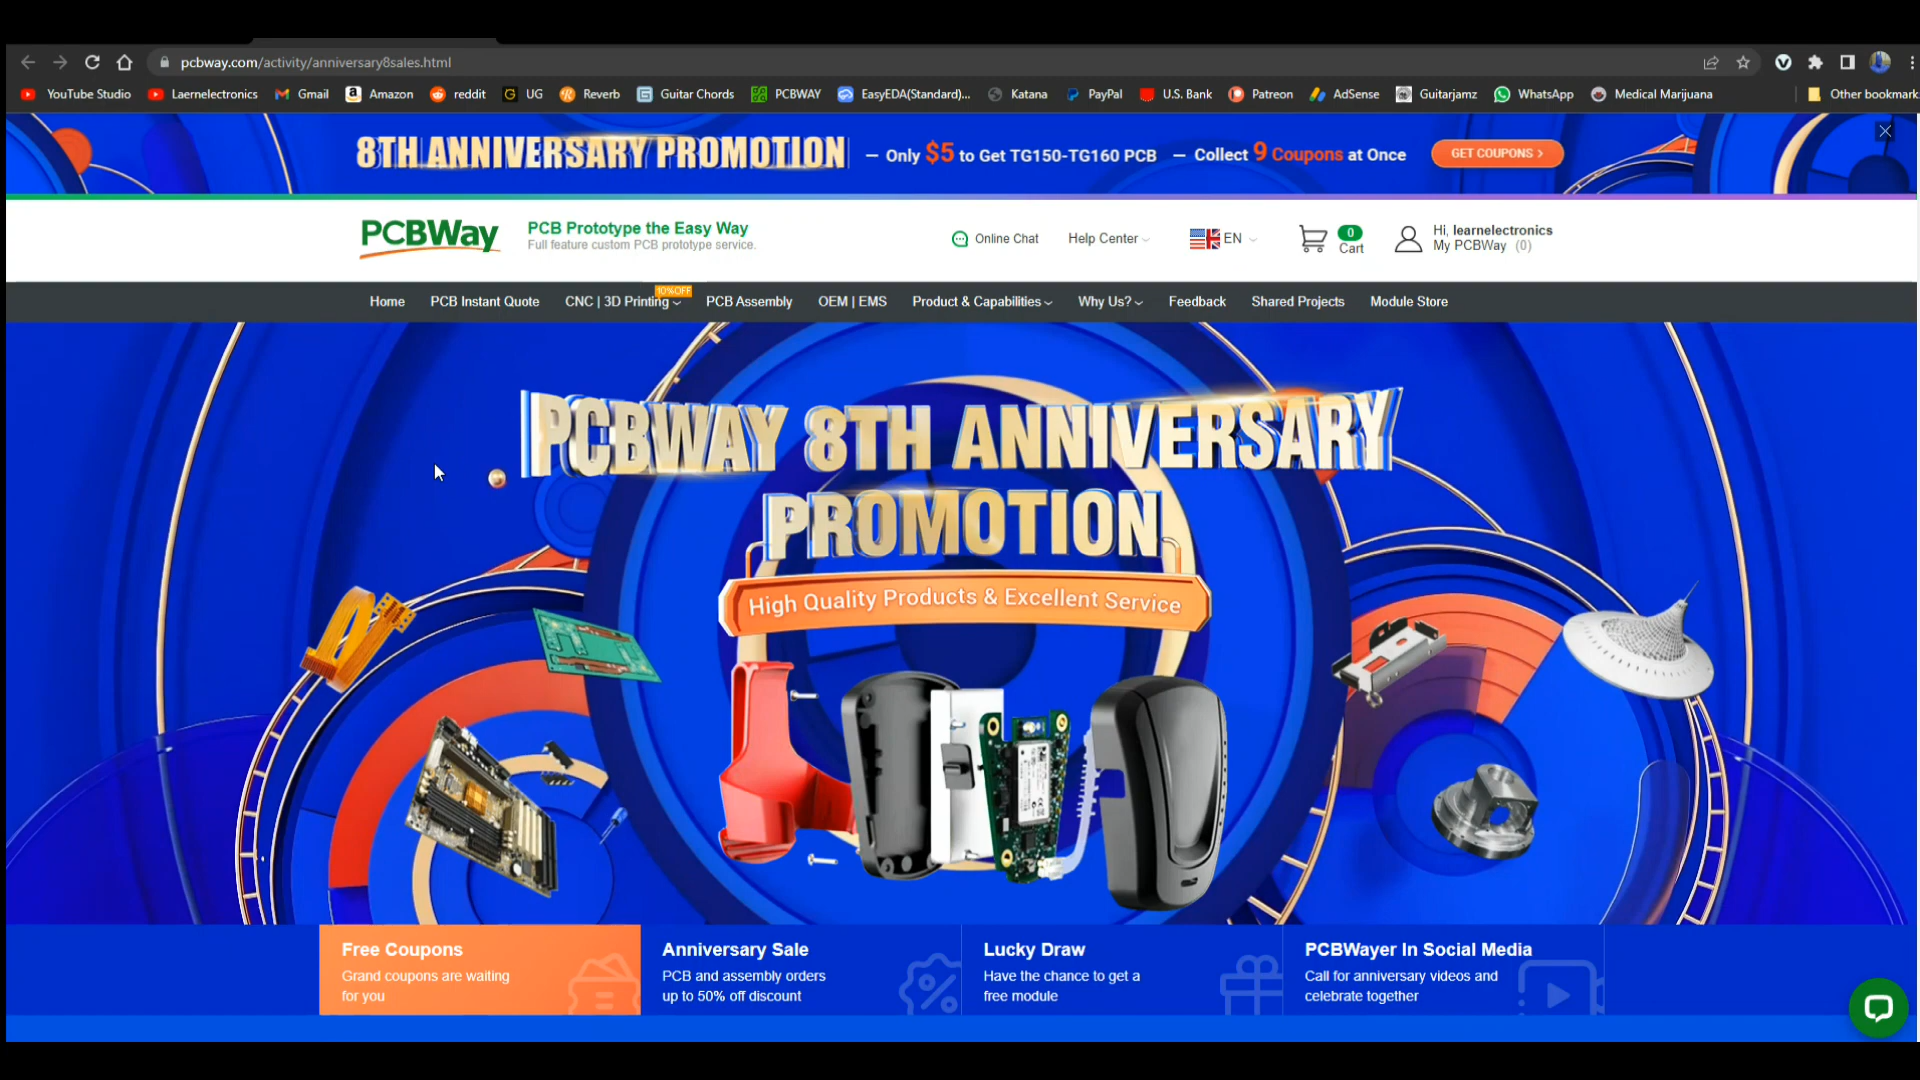 pcbway.com/activity/anniversary8sales.html
YouTube Studio Laernelectronics Gmail Amazon reddit UG Reverb Guitar Chords PCBWAY EasyEDA(Standard)... Katana PayPal U.S. Bank Patreon AdSense Guitarjamz WhatsApp Medical Marijuana Other bookmark
8TH ANNIVERSARY PROMOTION – Only $5 to Get TG150-TG160 PCB – Collect 9 Coupons at Once GET COUPONS >
PCBWay PCB Prototype the Easy Way
Full feature custom PCB prototype service.
Online Chat Help Center EN 0 Cart Hi, learnelectronics
My PCBWay (0)
10%OFF
Home PCB Instant Quote CNC | 3D Printing PCB Assembly OEM | EMS Product & Capabilities Why Us? Feedback Shared Projects Module Store
PCBWAY 8TH ANNIVERSARY
PROMOTION
High Quality Products & Excellent Service
Free Coupons
Grand coupons are waiting
for you
Anniversary Sale
PCB and assembly orders
up to 50% off discount
Lucky Draw
Have the chance to get a
free module
PCBWayer In Social Media
Call for anniversary videos and
celebrate together